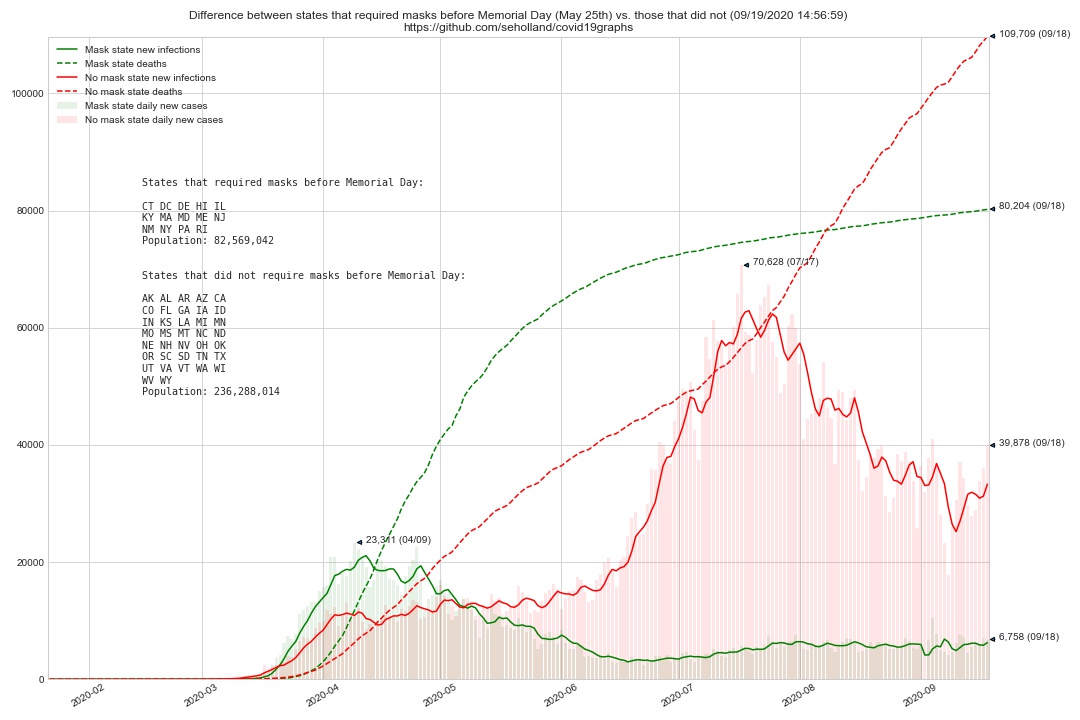 Difference between states that required masks before Memorial Day (May 25th) vs. those that did not (09/19/2020 14:56:59)
https://github.com/seholland/covid19graphs
Mask state new infections
Mask state deaths
No mask state new infections
No mask state deaths
Mask state daily new cases
No mask state daily new cases
109,709 (09/18)
100000
States that required masks before Memorial Day:
CT DC DE HI IL
KY MA MD ME NJ
NM NY PA RI
Population: 82,569,042
80000
80,204 (09/18)
70,628 (07/17)
States that did not require masks before Memorial Day:
AK AL AR AZ CA
CO FL GA IA ID
IN KS LA MI MN
MO MS MT NC ND
NE NH NV OH OK
OR SC SD TN TX
UT VA VT WA WI
WV WY
Population: 236,288,014
60000
40000
39,878 (09/18)
23,311 (04/09)
20000
6,758 (09/18)
0
2020-02
2020-03
2020-04
2020-05
2020-06
2020-07
2020-08
2020-09